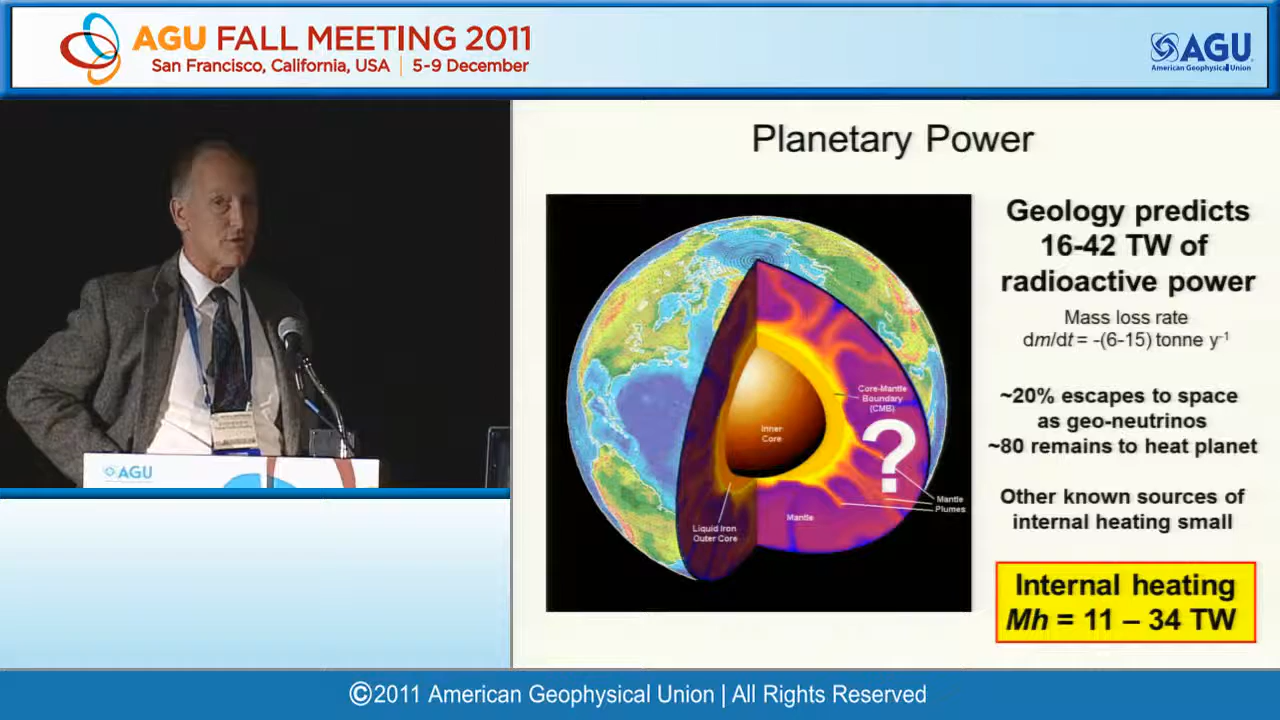 AGU FALL MEETING 2011
San Francisco, California, USA | 5-9 December
AGU
American Geophysical Union
Planetary Power
Geology predicts
16-42 TW of
radioactive power
Mass loss rate
dm/dt = -(6-15) tonne y-1
~20% escapes to space
as geo-neutrinos
~80 remains to heat planet
Other known sources of
internal heating small
Internal heating
Mh = 11 – 34 TW
Core-Mantle
Boundary
(CMB)
?
Inner
Core
Mantle
Plumes
Mantle
Liquid Iron
Outer Core
AGU
©2011 American Geophysical Union | All Rights Reserved